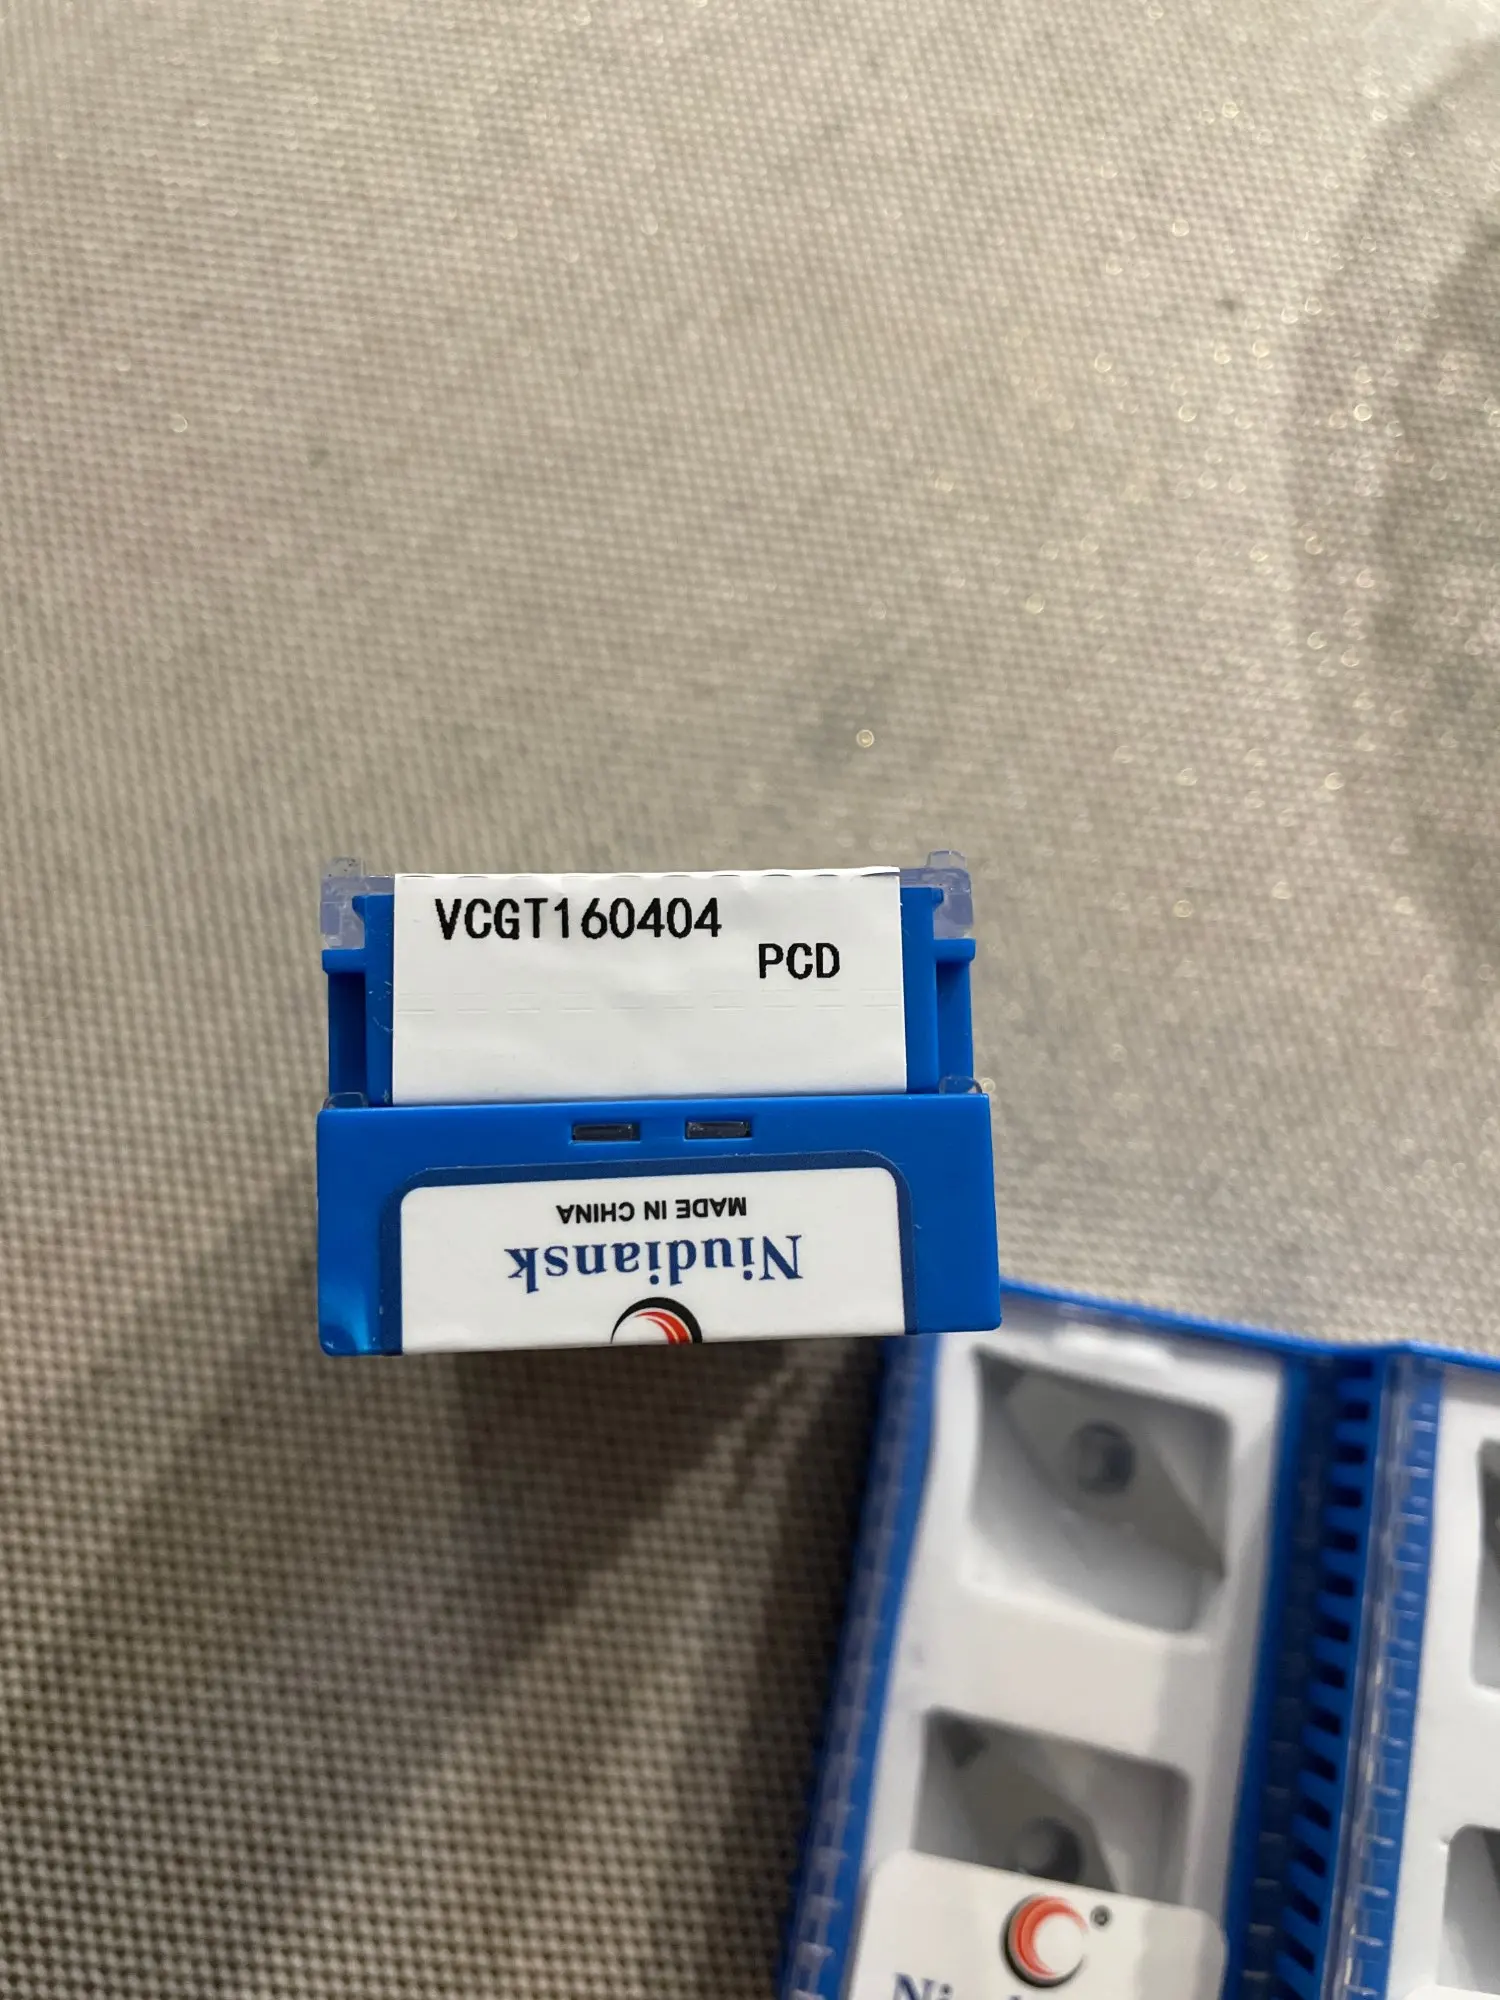 VCGT160404
PCD
MADE IN CHINA
Niudiansk
®